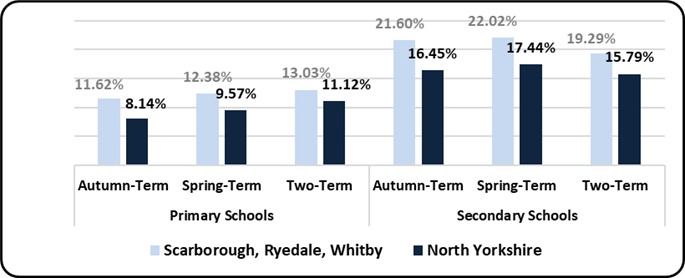 21.60% 22.02% 19.29%
16.45% 17.44% 15.79%
11.62% 12.38% 13.03%
8.14% 9.57% 11.12%
Autumn-Term Spring-Term Two-Term Autumn-Term Spring-Term Two-Term
Primary Schools Secondary Schools
Scarborough, Ryedale, Whitby North Yorkshire